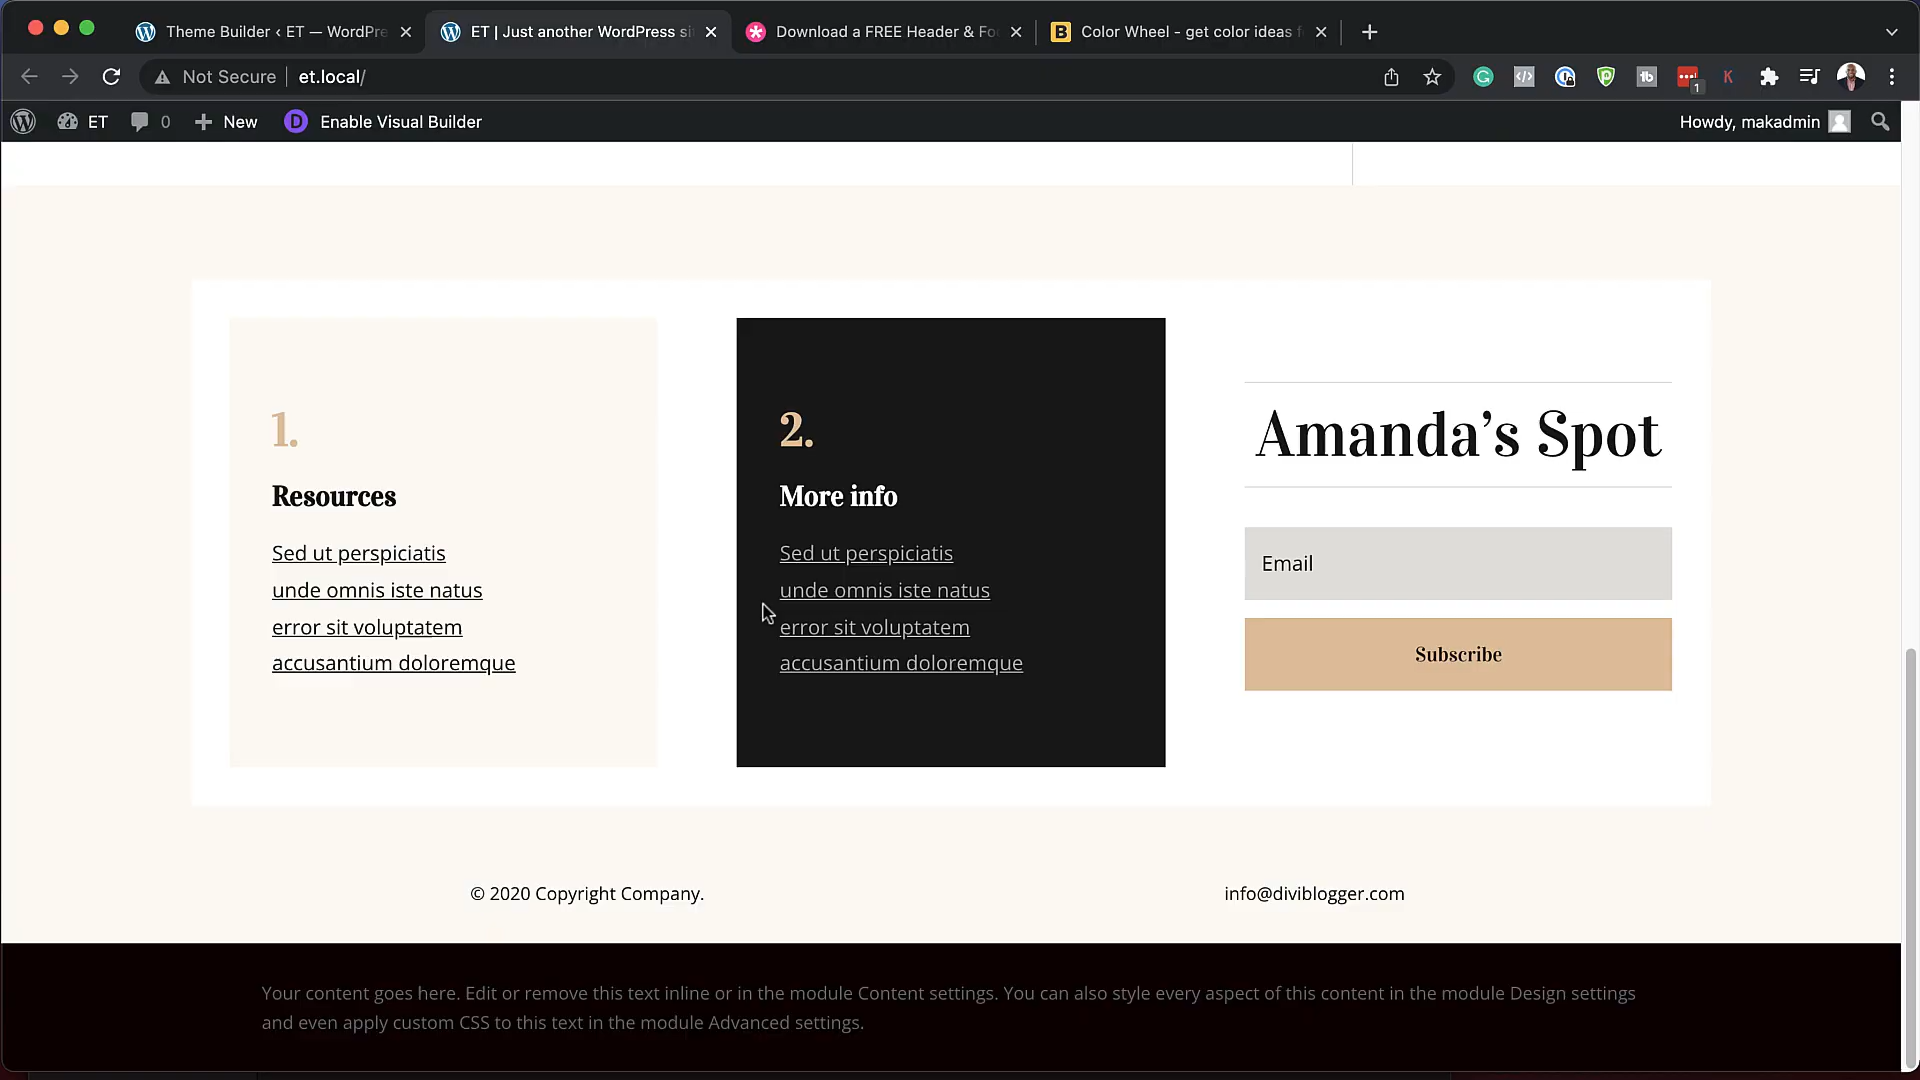 Theme Builder ‹ ET — WordPre
ET | Just another WordPress si
Download a FREE Header & Fo
Color Wheel - get color ideas f
Not Secure
et.local/
1
ET
0
New
Enable Visual Builder
Howdy, makadmin
1.
Resources
Sed ut perspiciatis
unde omnis iste natus
error sit voluptatem
accusantium doloremque
2.
More info
Sed ut perspiciatis
unde omnis iste natus
error sit voluptatem
accusantium doloremque
Amanda’s Spot
Email
Subscribe
© 2020 Copyright Company.
info@diviblogger.com
Your content goes here. Edit or remove this text inline or in the module Content settings. You can also style every aspect of this content in the module Design settings
and even apply custom CSS to this text in the module Advanced settings.